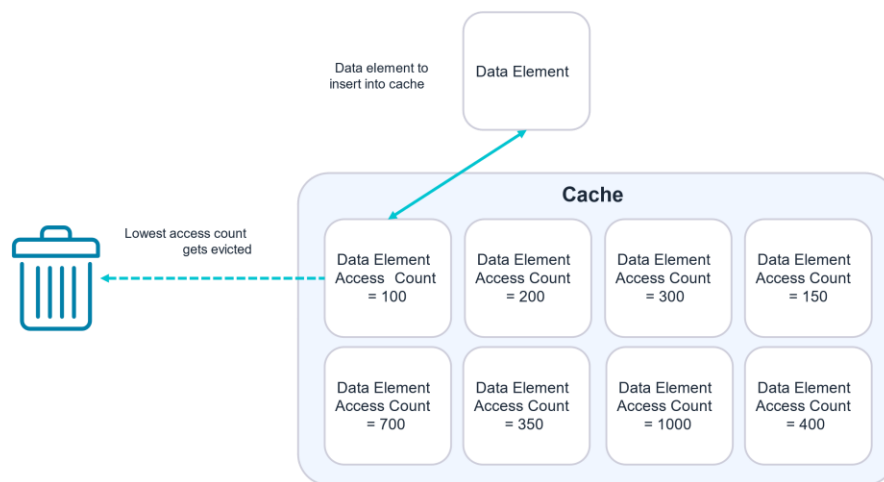 Data element to
insert into cache
Data Element
Cache
Lowest access count
gets evicted
Data Element
Access Count
= 100
Data Element
Access Count
= 200
Data Element
Access Count
= 300
Data Element
Access Count
= 150
Data Element
Access Count
= 700
Data Element
Access Count
= 350
Data Element
Access Count
= 1000
Data Element
Access Count
= 400